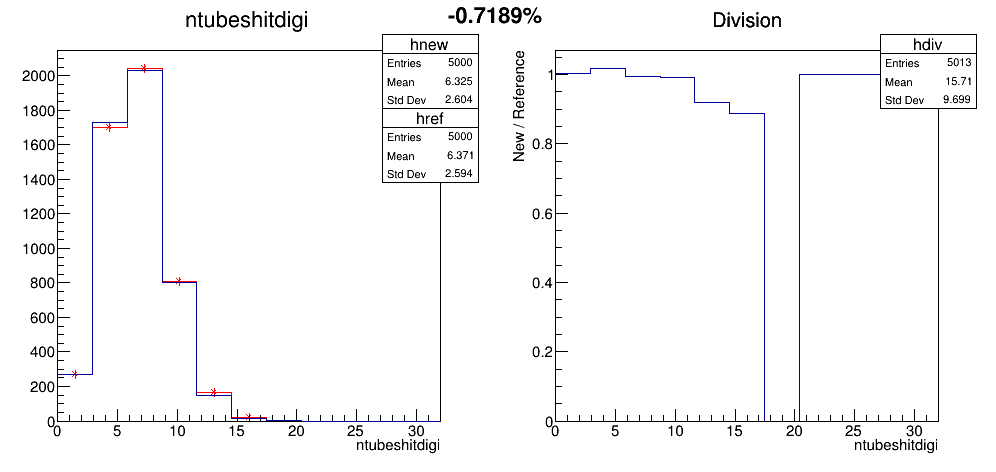 -0.7189%
ntubeshitdigi
hnew
Entries 5000
Mean 6.325
Std Dev 2.604
href
Entries 5000
Mean 6.371
Std Dev 2.594
2000
1800
1600
1400
1200
1000
800
600
400
200
0
0 5 10 15 20 25 30
ntubeshitdigi
Division
hdiv
Entries 5013
Mean 15.71
Std Dev 9.699
New / Reference
1
0.8
0.6
0.4
0.2
0
0 5 10 15 20 25 30
ntubeshitdigi